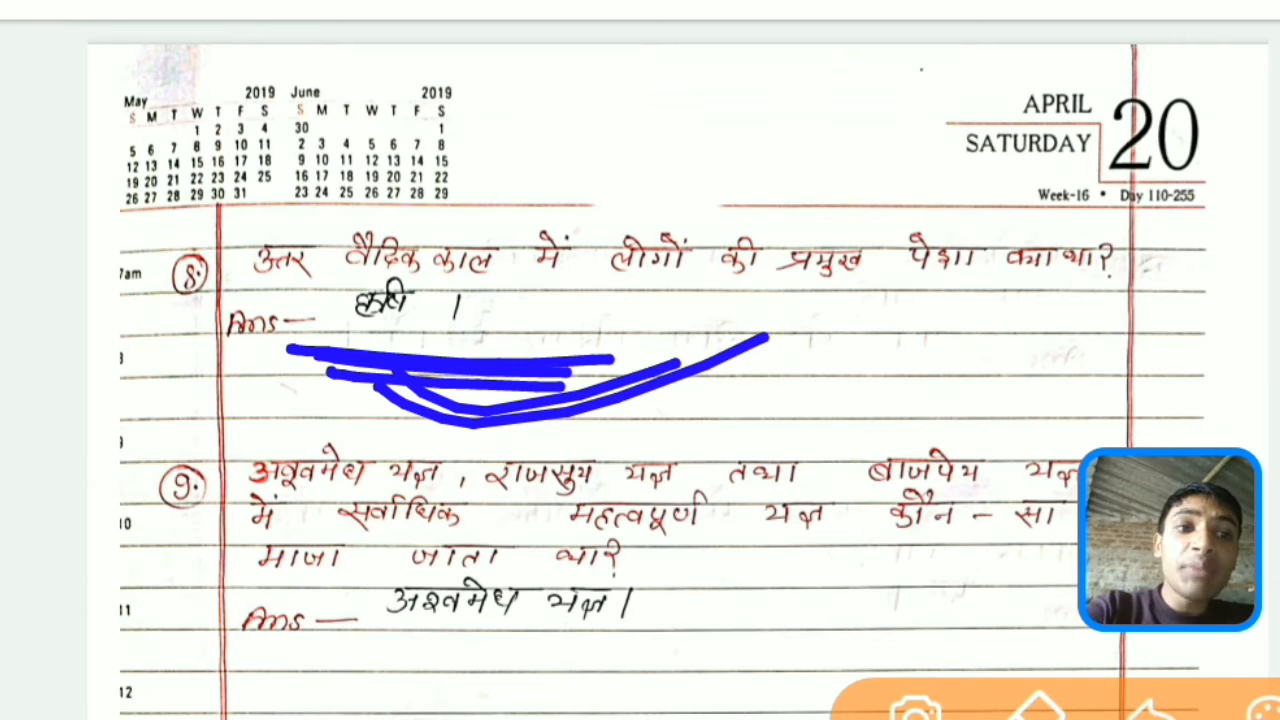 May 2019 June 2019
S M T W T F S S M T W T F S
1 2 3 4 30 1
5 6 7 8 9 10 11 2 3 4 5 6 7 8
12 13 14 15 16 17 18 9 10 11 12 13 14 15
19 20 21 22 23 24 25 16 17 18 19 20 21 22
26 27 28 29 30 31 23 24 25 26 27 28 29
APRIL 20
SATURDAY
Week-16 • Day 110-255
7am
8. उतर वैदिक काल में लोगों की प्रमुख पेशा क्या था?
Ans — कृषि ।
9. अश्वमेध यज्ञ, राजसुय यज्ञ तथा बाजपेय यज्ञ
में सर्वाधिक महत्वपूर्ण यज्ञ कौन - सा
10
माना जाता था?
11
Ans — अश्वमेध यज्ञ।
12